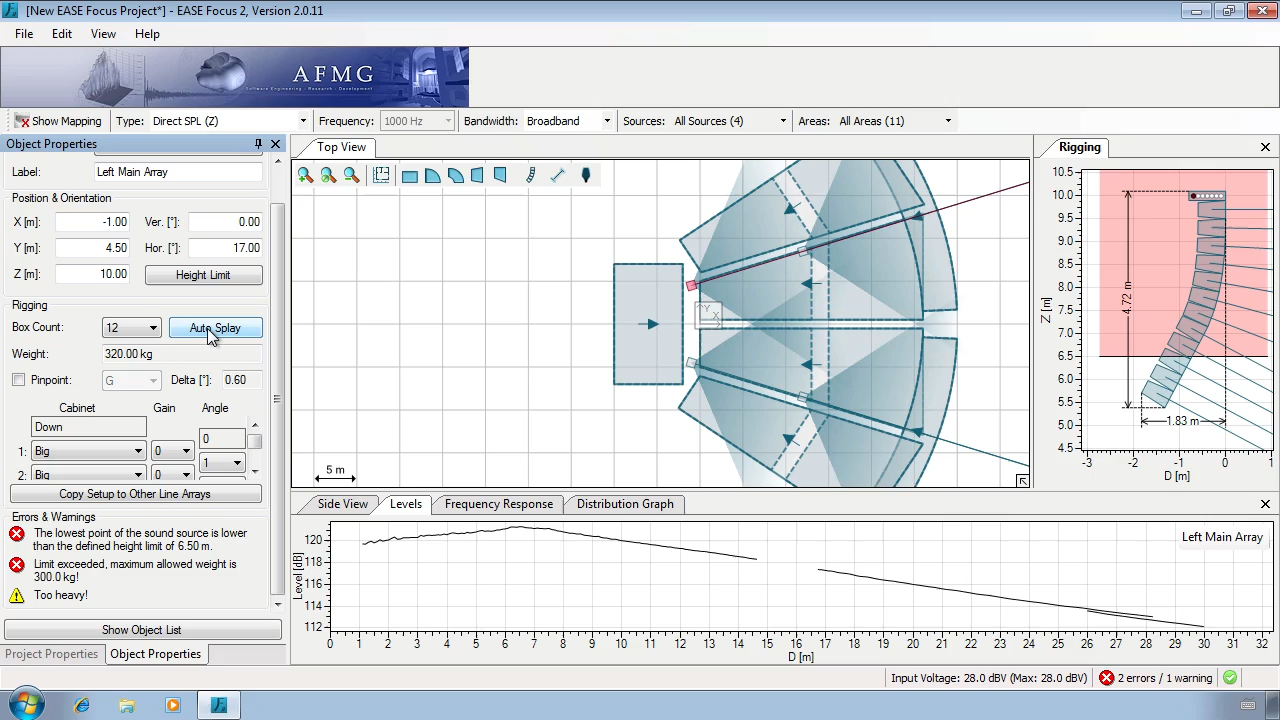 [New EASE Focus Project*] - EASE Focus 2, Version 2.0.11
File Edit View Help
AFMG
Software Engineering - Research - Development
Show Mapping Type: Direct SPL (Z) Frequency: 1000 Hz Bandwidth: Broadband Sources: All Sources (4) Areas: All Areas (11)
Object Properties
Label: Left Main Array
Position & Orientation
X [m]: -1.00 Ver. [°]: 0.00
Y [m]: 4.50 Hor. [°]: 17.00
Z [m]: 10.00 Height Limit
Rigging
Box Count: Auto Splay
Weight: 320.00 kg
Pinpoint: G Delta [°]: 0.60
Cabinet Gain Angle
Down
0
1: Big 0
1
2: Big 0
Copy Setup to Other Line Arrays
Errors & Warnings
The lowest point of the sound source is lower
than the defined height limit of 6.50 m.
Limit exceeded, maximum allowed weight is
300.0 kg!
Too heavy!
Show Object List
Project Properties Object Properties
Top View
Y
X
5 m
Rigging
10.5
10.0
9.5
9.0
8.5
8.0
7.5
7.0
6.5
6.0
5.5
5.0
4.5
Z [m]
4.72 m
1.83 m
-3 -2 -1 0 1
D [m]
Side View Levels Frequency Response Distribution Graph
Left Main Array
Level [dB]
120
118
116
114
112
0 1 2 3 4 5 6 7 8 9 10 11 12 13 14 15 16 17 18 19 20 21 22 23 24 25 26 27 28 29 30 31 32
D [m]
Input Voltage: 28.0 dBV (Max: 28.0 dBV) 2 errors / 1 warning